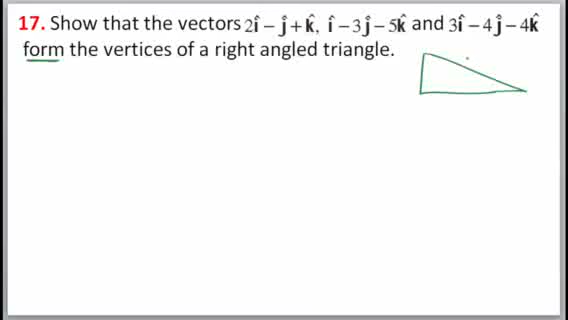 17. Show that the vectors 2î − ĵ + k̂, î − 3ĵ − 5k̂ and 3î − 4ĵ − 4k̂
form the vertices of a right angled triangle.